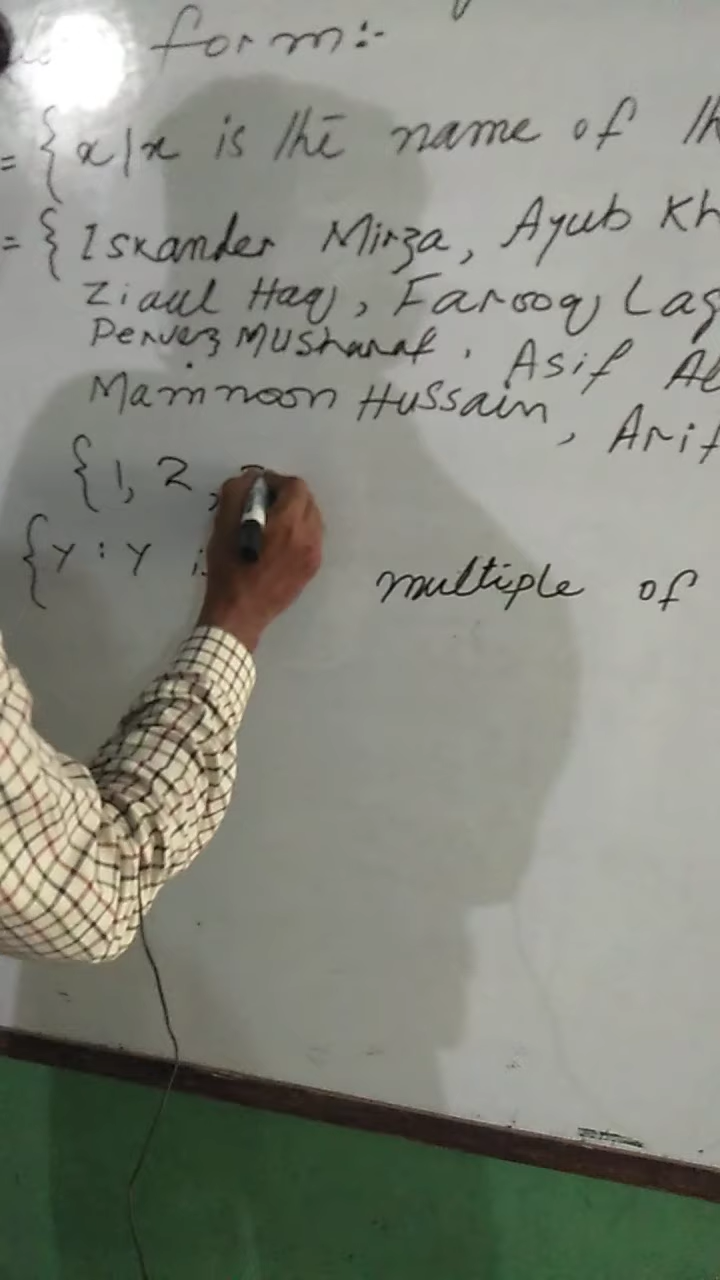 form:-
= { x/x is the name of th
= { Iskander Mirza, Ayub Kh
Ziaul Haq, Farooq Lag
Pervez Musharaf, Asif
Mamnoon Hussain, Arif
{1, 2,
{ Y : Y multiple of